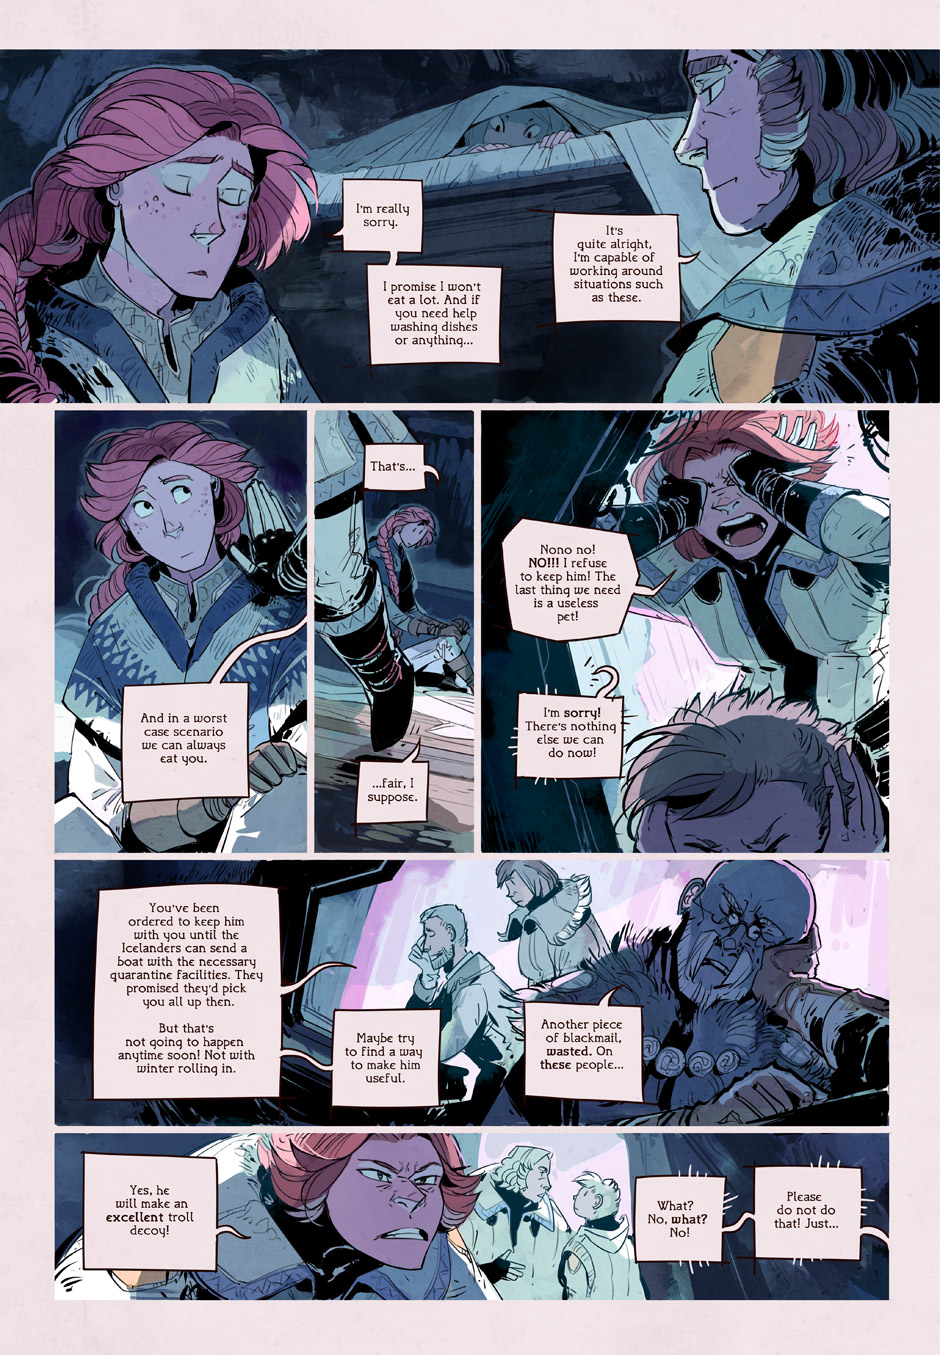 I'm really
sorry.
I promise I won't
eat a lot. And if
you need help
washing dishes
or anything...
It's
quite alright,
I'm capable of
working around
situations such
as these.
And in a worst
case scenario
we can always
eat you.
That's...
...fair, I
suppose.
Nono no!
NO!!! I refuse
to keep him! The
last thing we need
is a useless
pet!
I'm sorry!
There's nothing
else we can
do now!
You've been
ordered to keep him
with you until the
Icelanders can send a
boat with the necessary
quarantine facilities. They
promised they'd pick
you all up then.
But that's
not going to happen
anytime soon! Not with
winter rolling in.
Maybe try
to find a way
to make him
useful.
Another piece
of blackmail,
wasted. On
these people...
Yes, he
will make an
excellent troll
decoy!
What?
No, what?
No!
Please
do not do
that! Just...